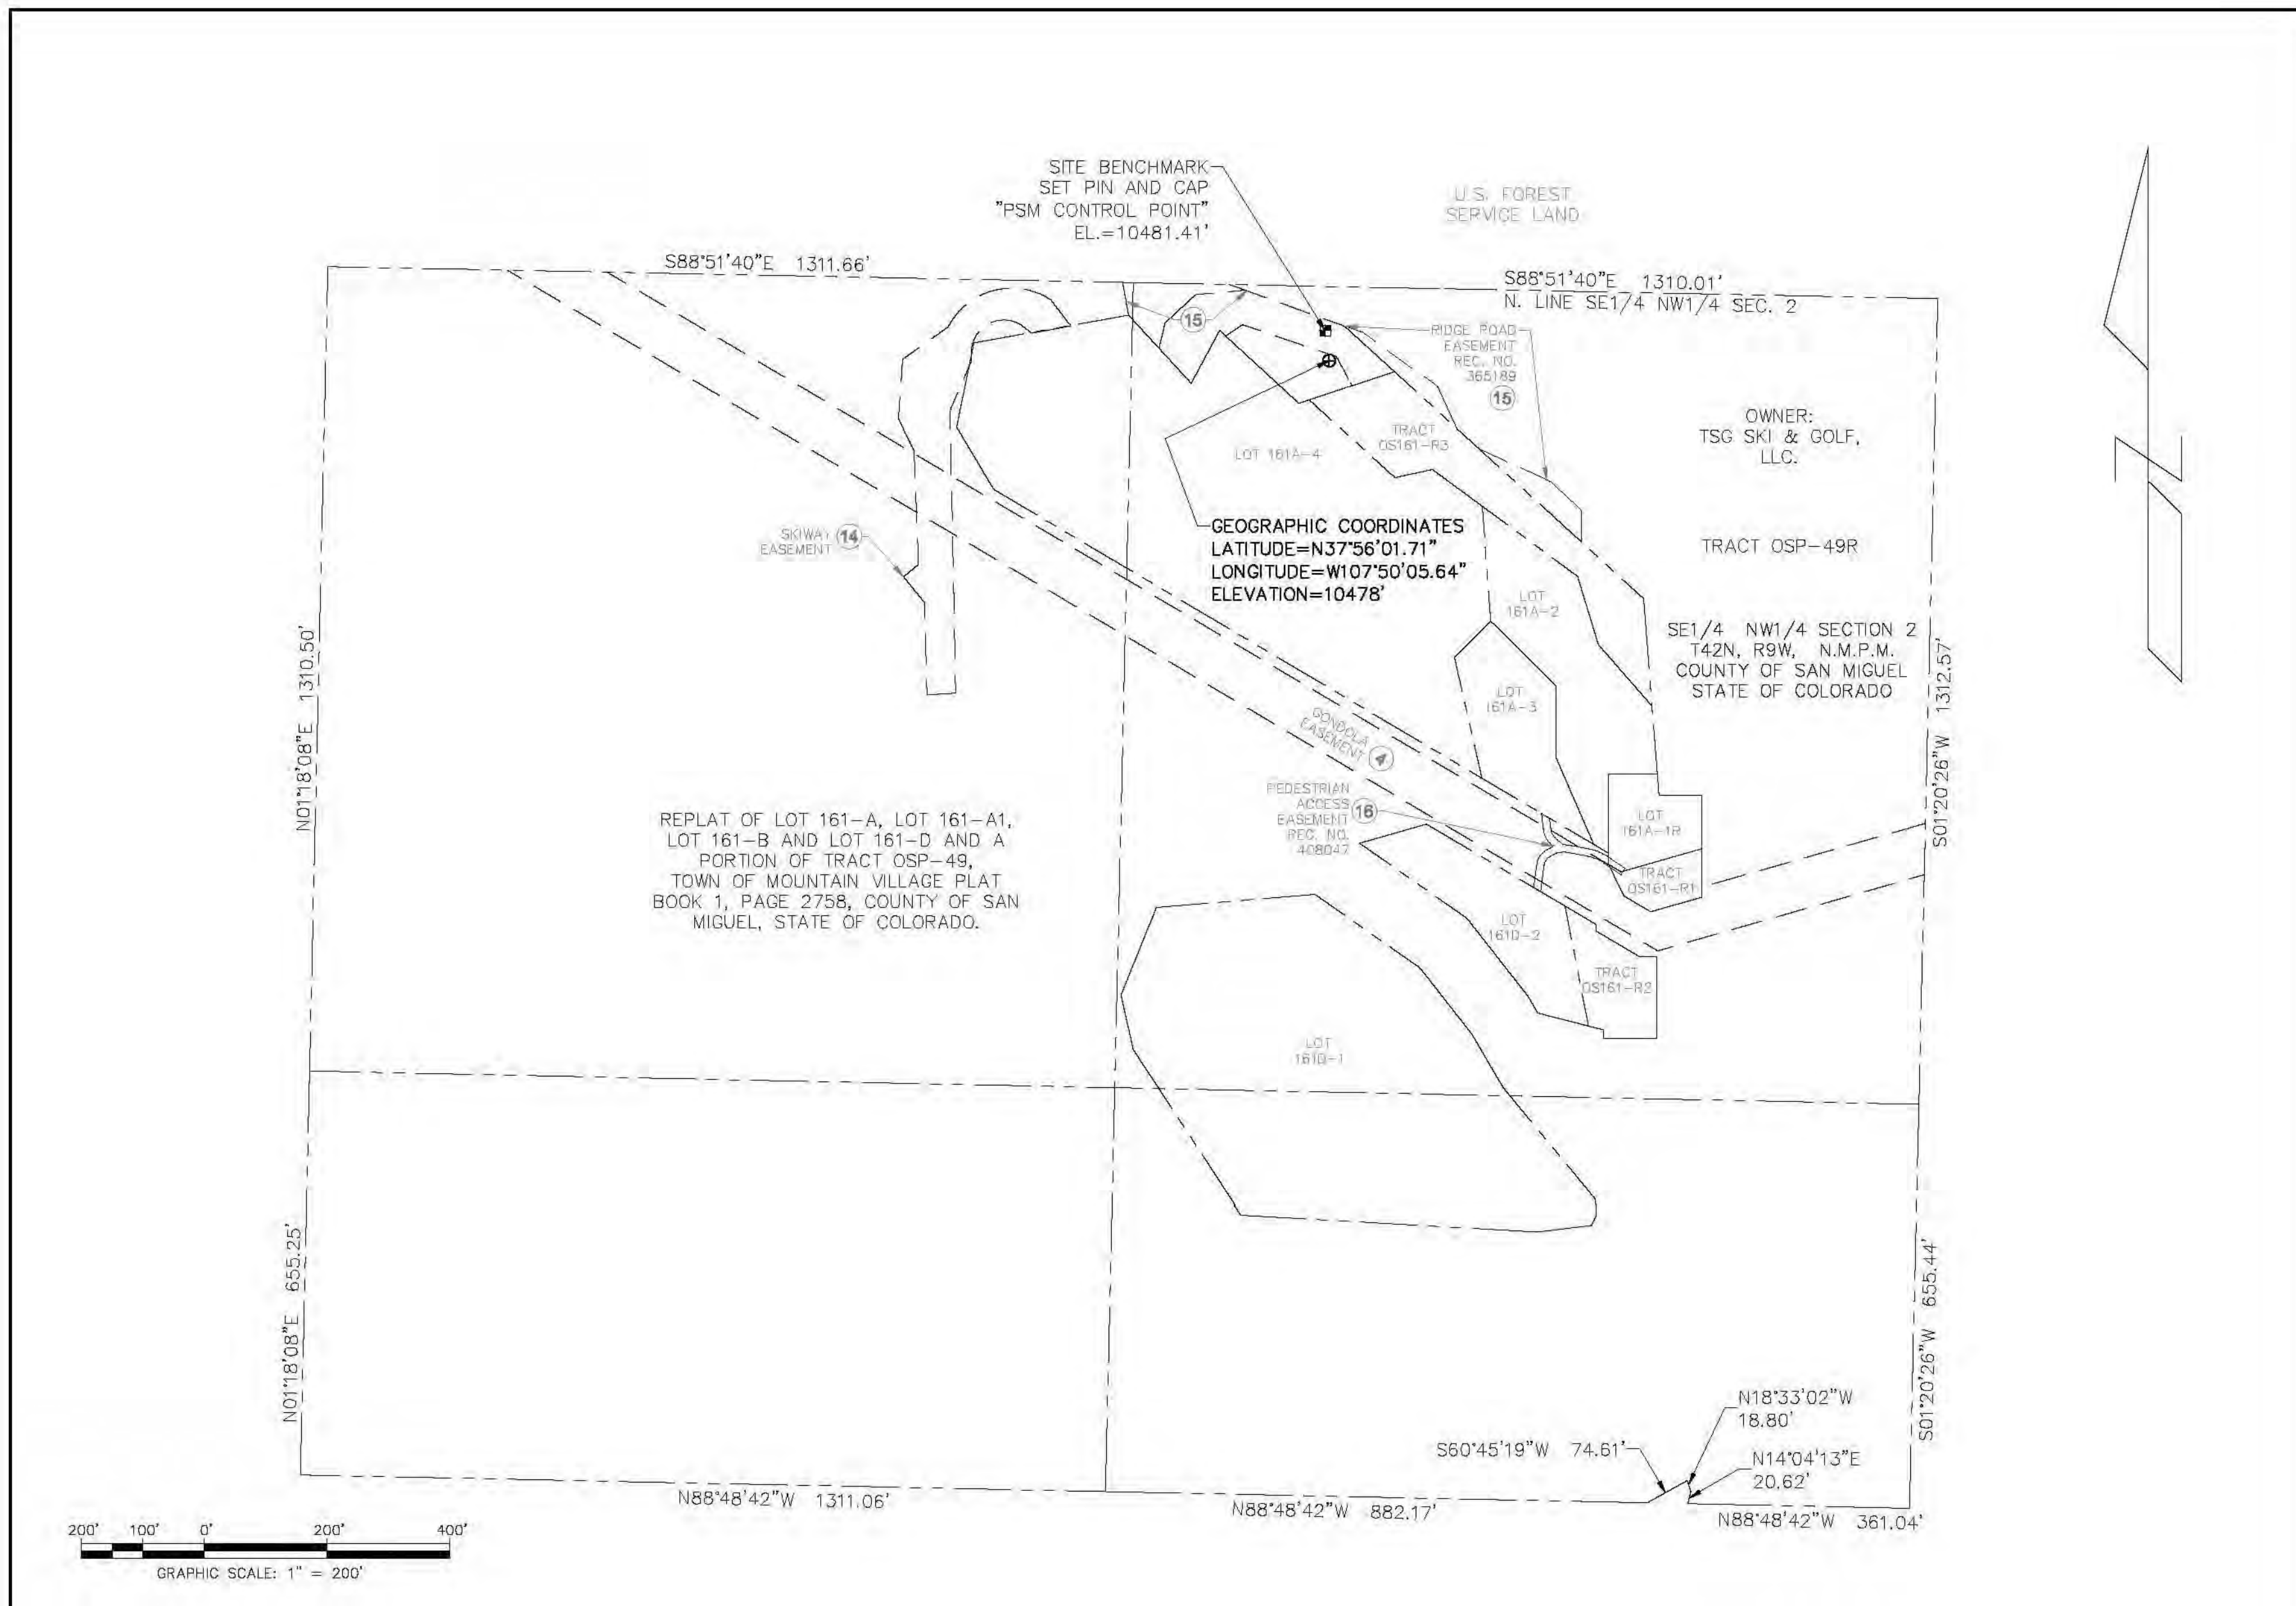 SITE BENCHMARK
SET PIN AND CAP
"PSM CONTROL POINT"
EL.=10481.41'
U.S. FOREST
SERVICE LAND
S88°51'40"E 1311.66'
S88°51'40"E 1310.01'
N. LINE SE1/4 NW1/4 SEC. 2
15
RIDGE ROAD
EASEMENT
REC. NO.
365189
15
OWNER:
TSG SKI & GOLF,
LLC.
TRACT
OS161-R3
LOT 161A-4
SKIWAY
EASEMENT
14
GEOGRAPHIC COORDINATES
LATITUDE=N37°56'01.71"
LONGITUDE=W107°50'05.64"
ELEVATION=10478'
TRACT OSP-49R
LOT
161A-2
SE1/4 NW1/4 SECTION 2
T42N, R9W, N.M.P.M.
COUNTY OF SAN MIGUEL
STATE OF COLORADO
N01°18'08"E 1310.50'
S01°20'26"W 1312.57'
LOT
161A-3
GONDOLA
EASEMENT
4
PEDESTRIAN
ACCESS
EASEMENT
REC. NO.
408047
16
REPLAT OF LOT 161-A, LOT 161-A1,
LOT 161-B AND LOT 161-D AND A
PORTION OF TRACT OSP-49,
TOWN OF MOUNTAIN VILLAGE PLAT
BOOK 1, PAGE 2758, COUNTY OF SAN
MIGUEL, STATE OF COLORADO.
LOT
161A-1R
TRACT
OS161-R1
LOT
161D-2
TRACT
OS161-R2
LOT
161D-1
N01°18'08"E 655.25'
S01°20'26"W 655.44'
N18°33'02"W
18.80'
S60°45'19"W 74.61'
N14°04'13"E
20.62'
N88°48'42"W 1311.06'
N88°48'42"W 882.17'
N88°48'42"W 361.04'
200' 100' 0' 200' 400'
GRAPHIC SCALE: 1" = 200'
N